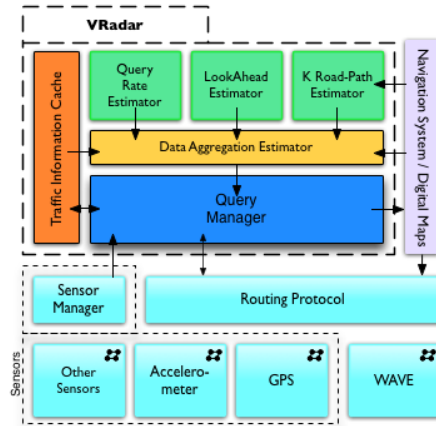 VRadar
Traffic Information Cache
Query
Rate
Estimator
LookAhead
Estimator
K Road-Path
Estimator
Navigation System / Digital Maps
Data Aggregation Estimator
Query
Manager
Sensor
Manager
Routing Protocol
Sensors
Other
Sensors
Accelero-
meter
GPS
WAVE